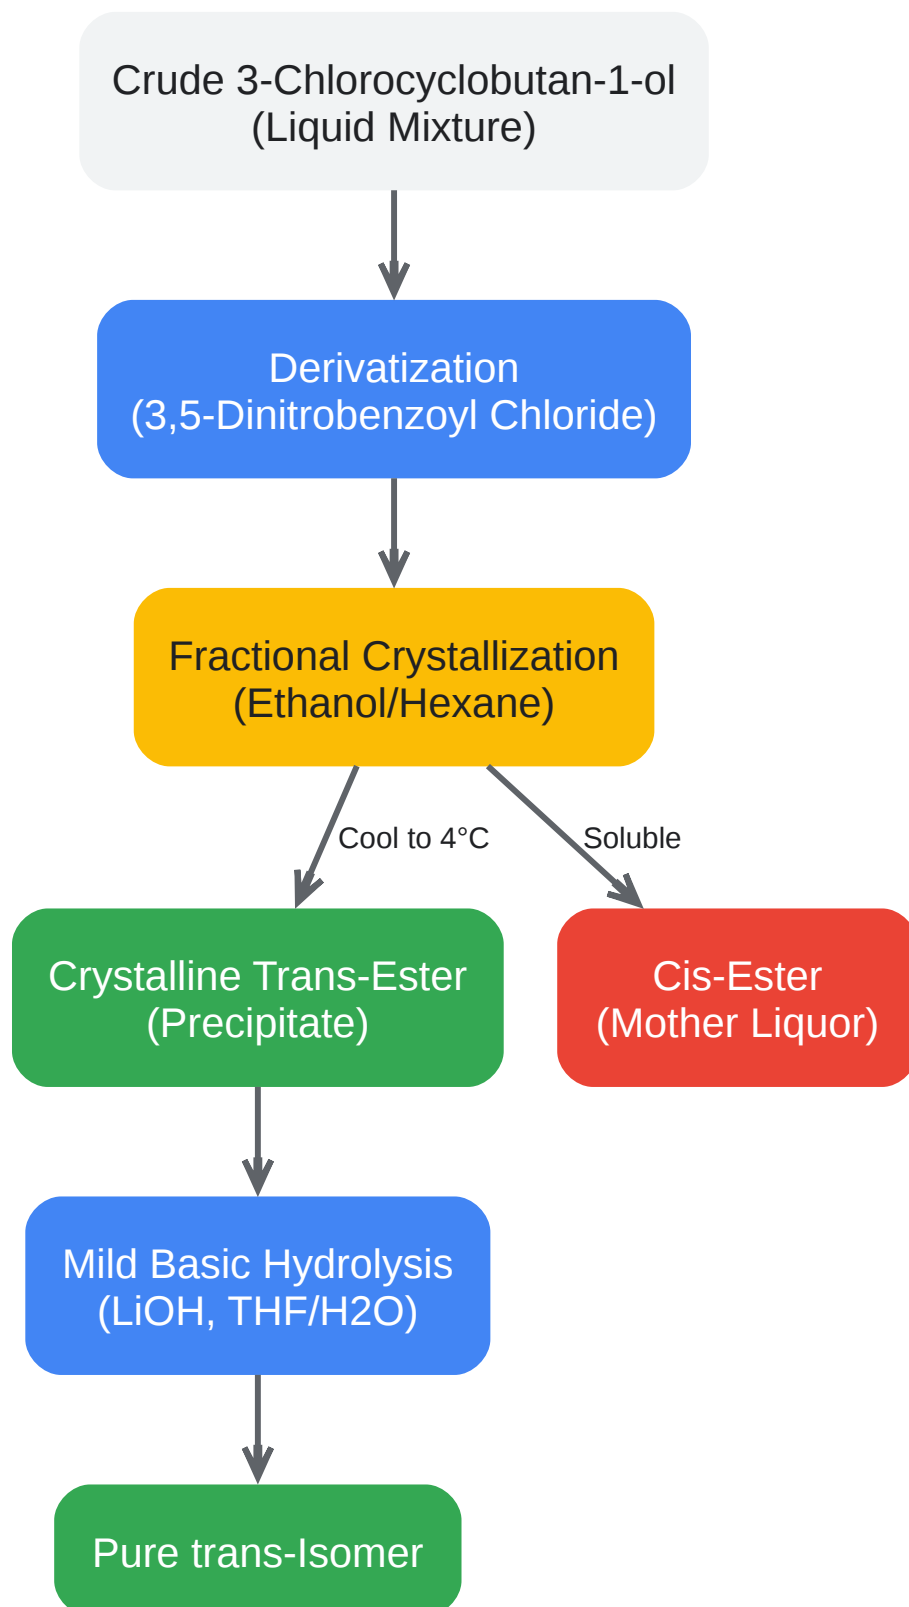 Crude 3-Chlorocyclobutan-1-ol
(Liquid Mixture)
Derivatization
(3,5-Dinitrobenzoyl Chloride)
Fractional Crystallization
(Ethanol/Hexane)
Cool to 4°C
Soluble
Crystalline Trans-Ester
(Precipitate)
Cis-Ester
(Mother Liquor)
Mild Basic Hydrolysis
(LiOH, THF/H2O)
Pure trans-Isomer